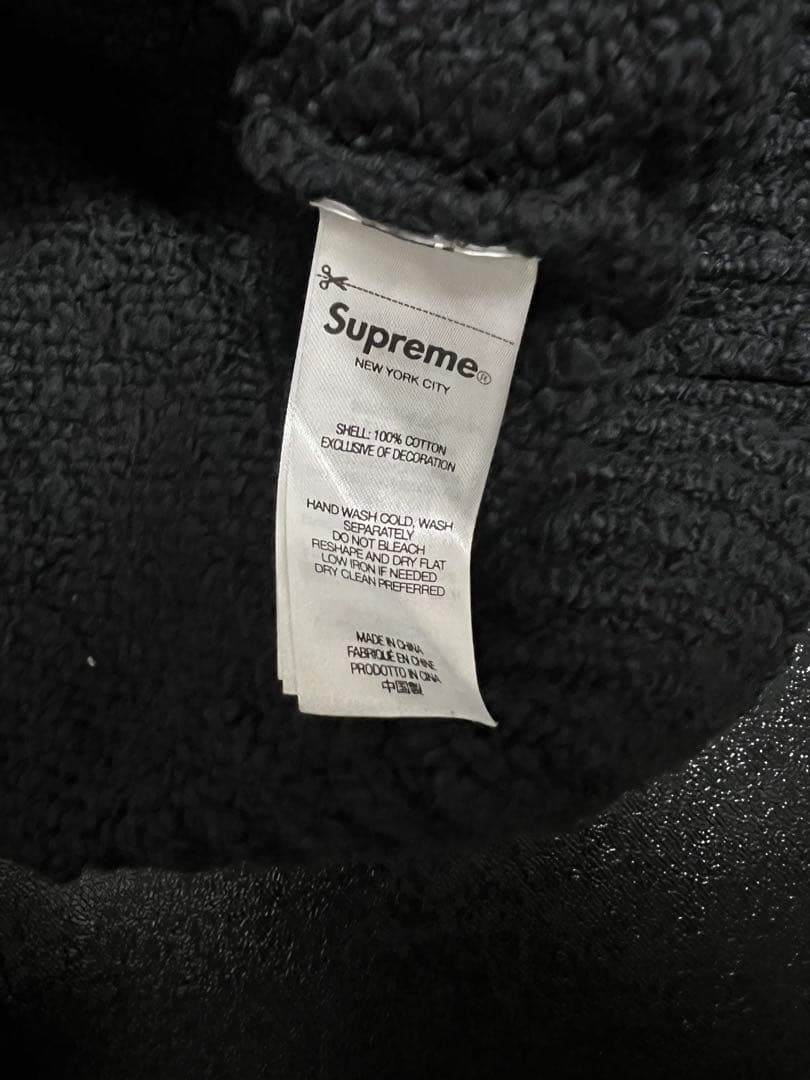 Supreme®
NEW YORK CITY
SHELL: 100% COTTON
EXCLUSIVE OF DECORATION
HAND WASH COLD, WASH
SEPARATELY
DO NOT BLEACH
RESHAPE AND DRY FLAT
LOW IRON IF NEEDED
DRY CLEAN PREFERRED
MADE IN CHINA
FABRIQUÉ EN CHINE
PRODOTTO IN CINA
中国製